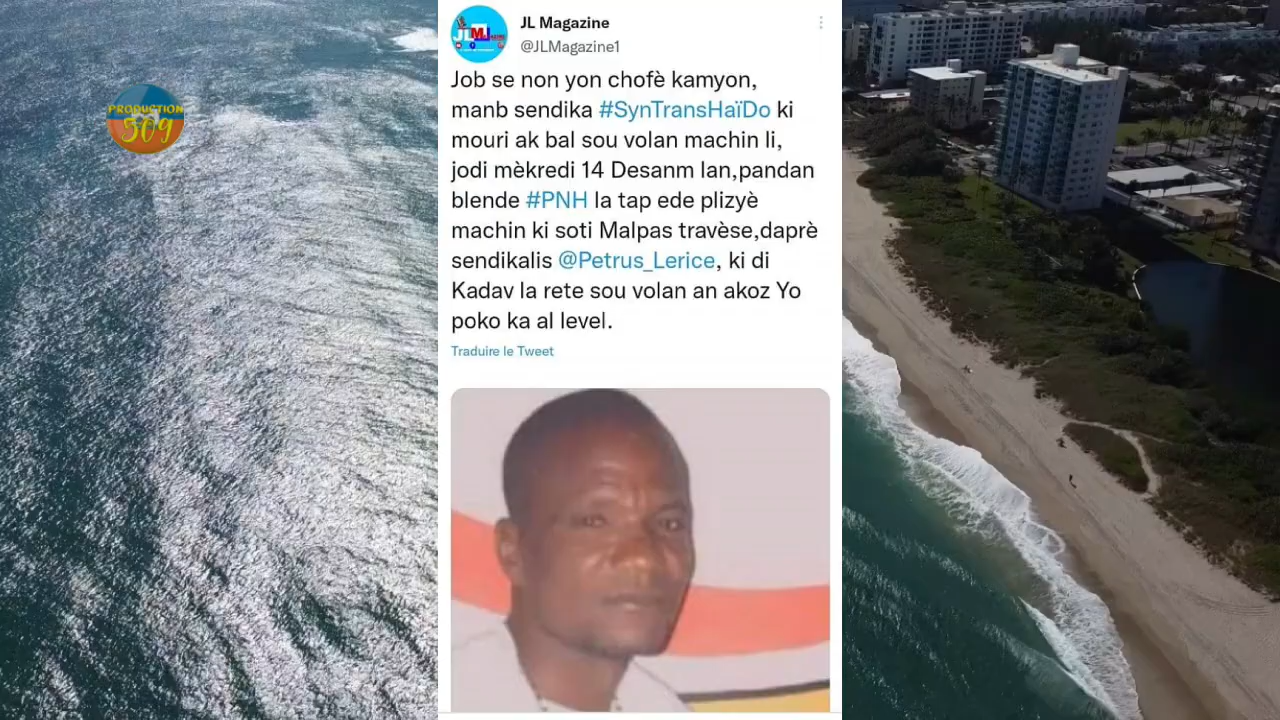 PRODUCTION
509
JL Magazine
@JLMagazine1
Job se non yon chofè kamyon,
manb sendika #SynTransHaïDo ki
mouri ak bal sou volan machin li,
jodi mèkredi 14 Desanm lan,pandan
blende #PNH la tap ede plizyè
machin ki soti Malpas travèse,daprè
sendikalis @Petrus_Lerice, ki di
Kadav la rete sou volan an akoz Yo
poko ka al level.
Traduire le Tweet